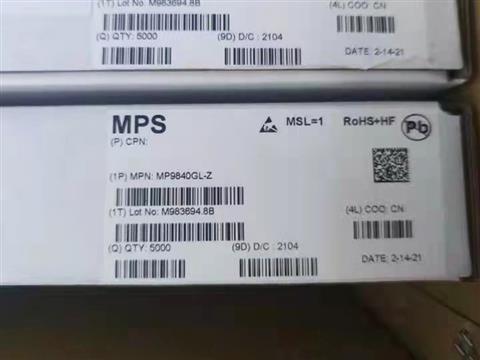 (1T) Lot No: M983694.8B
(4L) COO: CN
(Q) QTY: 5000 (9D) D/C : 2104
DATE: 2-14-21
MPS MSL=1 RoHS+HF Pb
(P) CPN:
(1P) MPN: MP9840GL-Z
(1T) Lot No: M983694.8B
(4L) COO: CN
(Q) QTY: 5000 (9D) D/C : 2104
DATE: 2-14-21